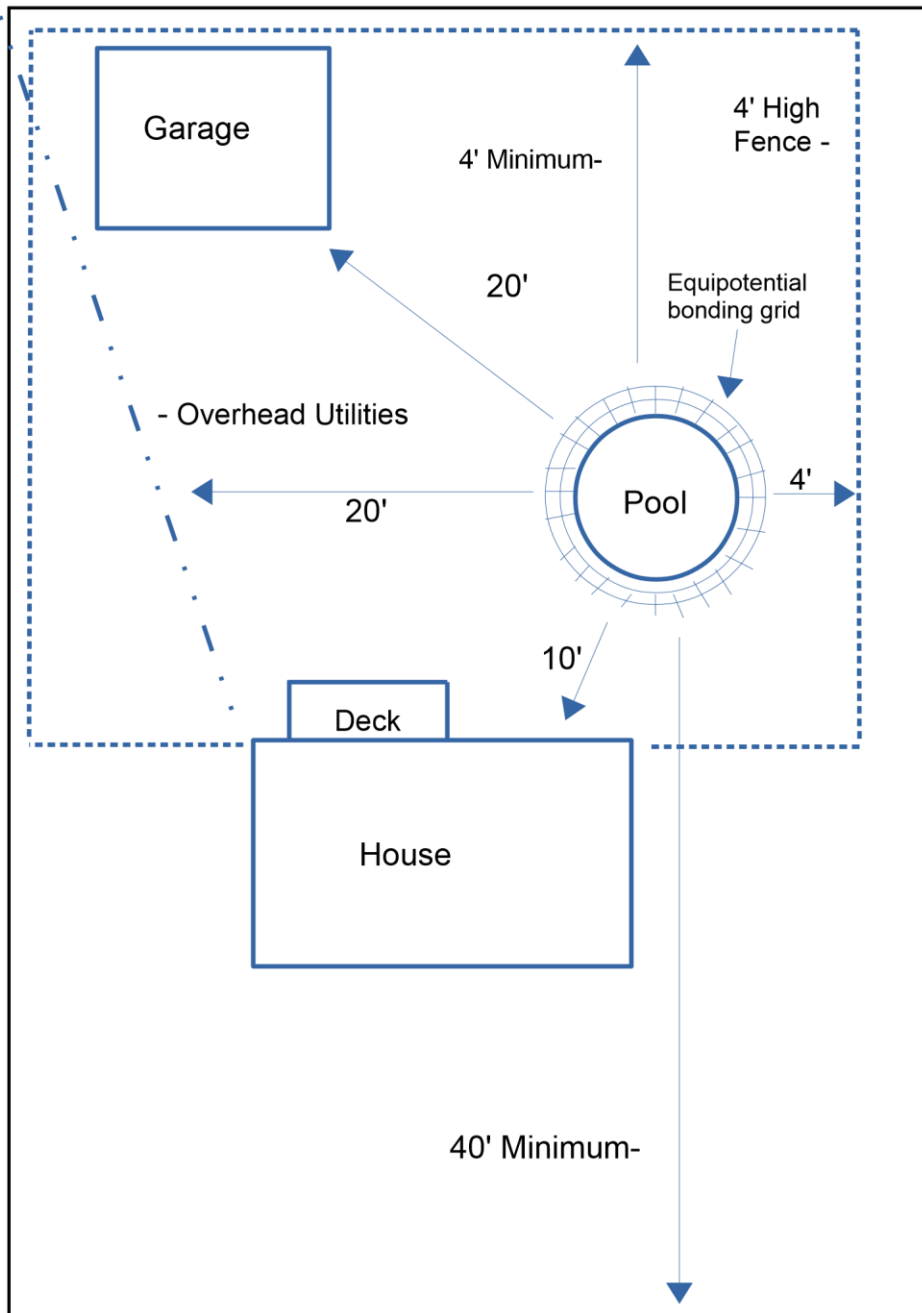 Garage
4' High
Fence -
4' Minimum-
20'
Equipotential
bonding grid
- Overhead Utilities
20'
Pool
4'
10'
Deck
House
40' Minimum-